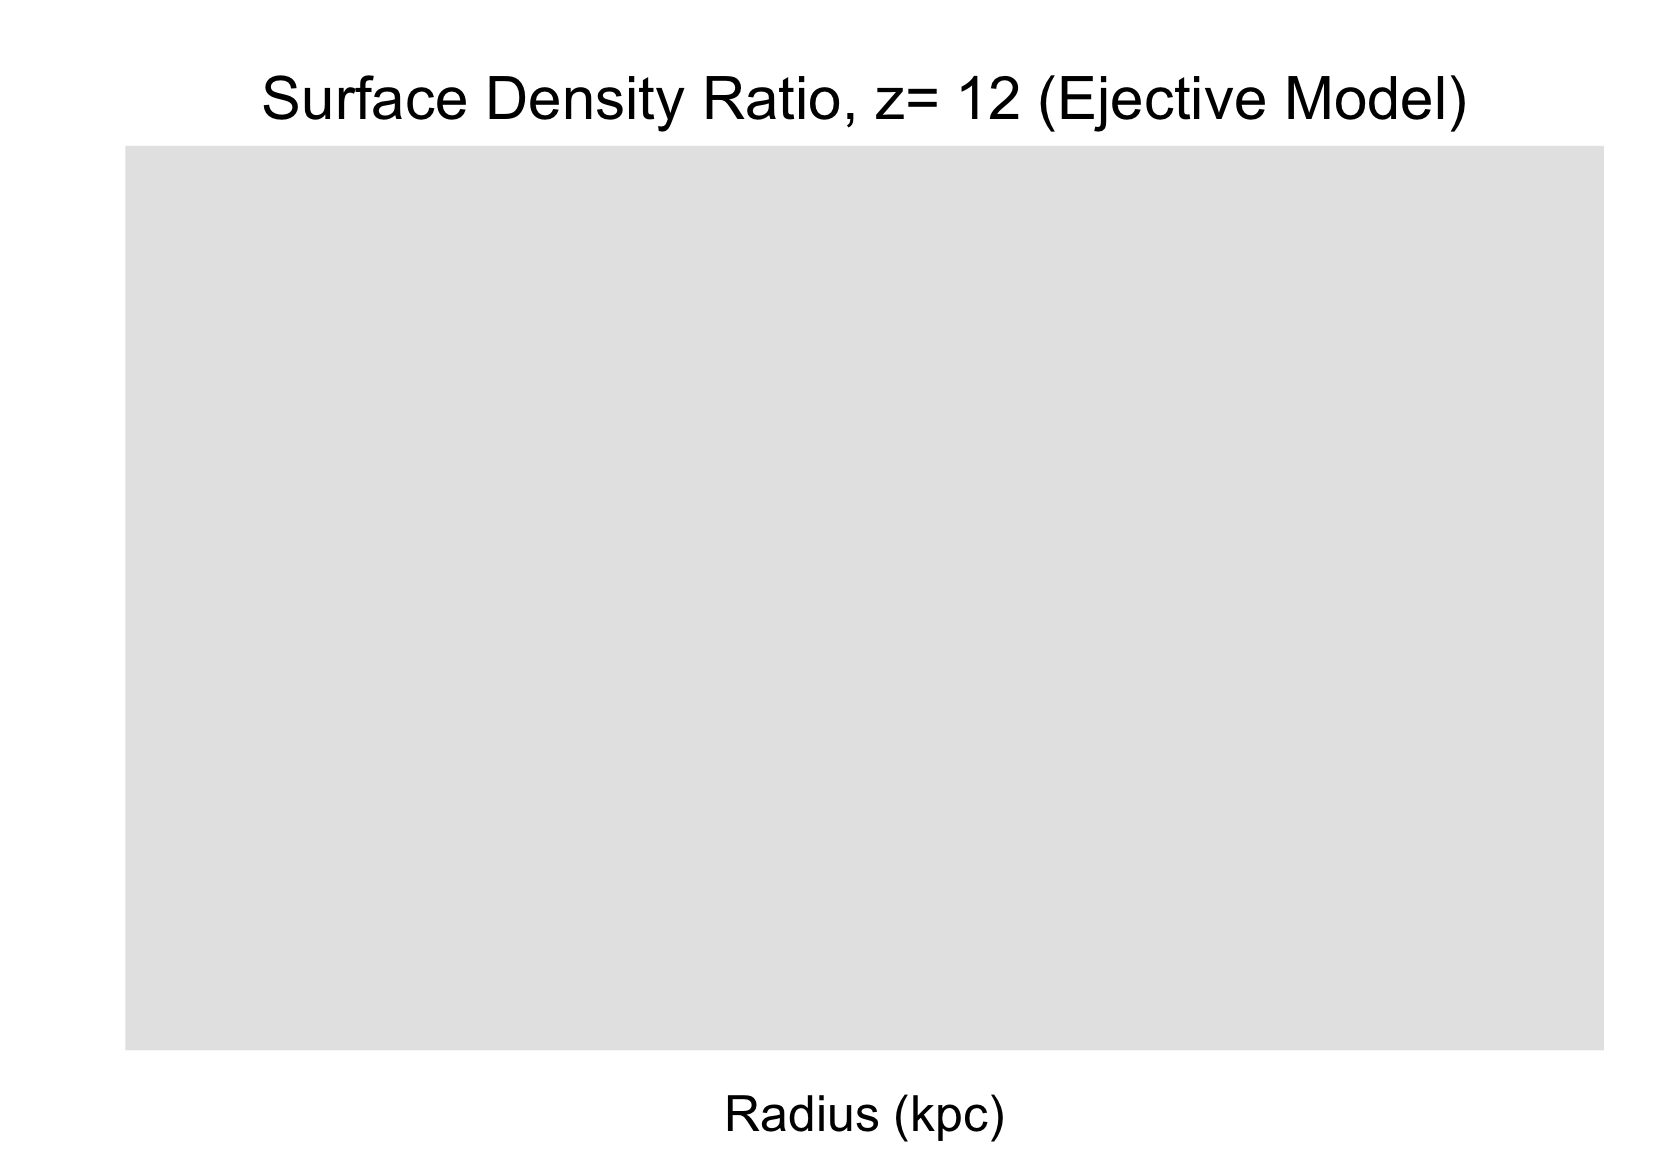 Surface Density Ratio, z= 12 (Ejective Model)
Radius (kpc)